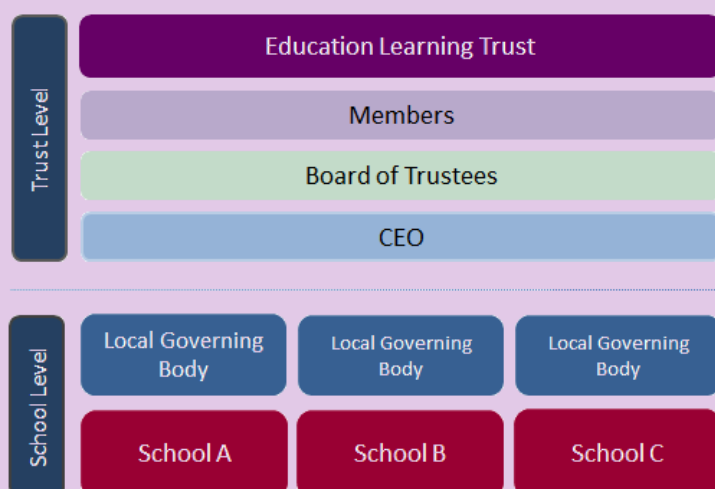 Trust Level
Education Learning Trust
Members
Board of Trustees
CEO
School Level
Local Governing
Body
Local Governing
Body
Local Governing
Body
School A
School B
School C